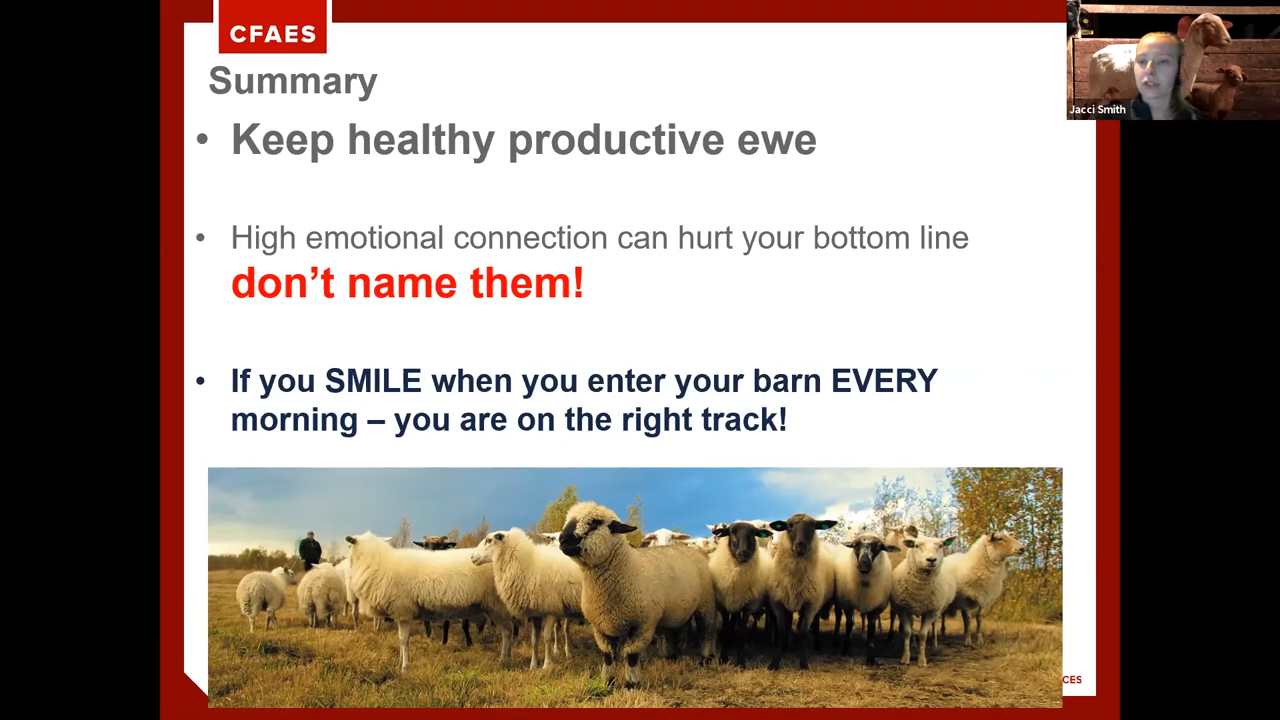 CFAES
Jacci Smith
Summary
• Keep healthy productive ewe
• High emotional connection can hurt your bottom line
don’t name them!
• If you SMILE when you enter your barn EVERY
morning – you are on the right track!
CES